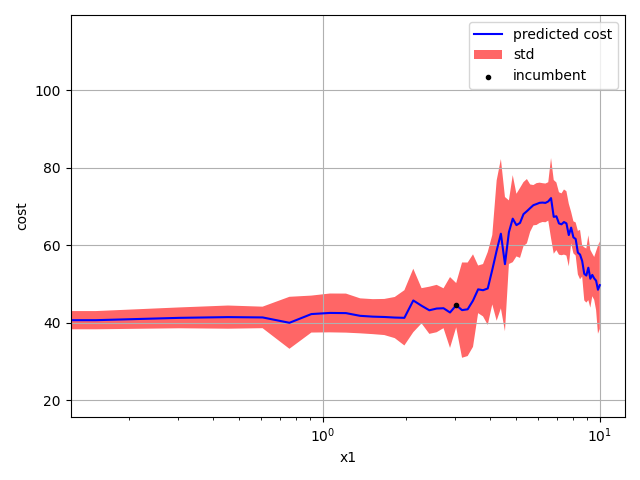 predicted cost
std
incumbent
100
80
60
40
20
cost
10⁰
10¹
x1